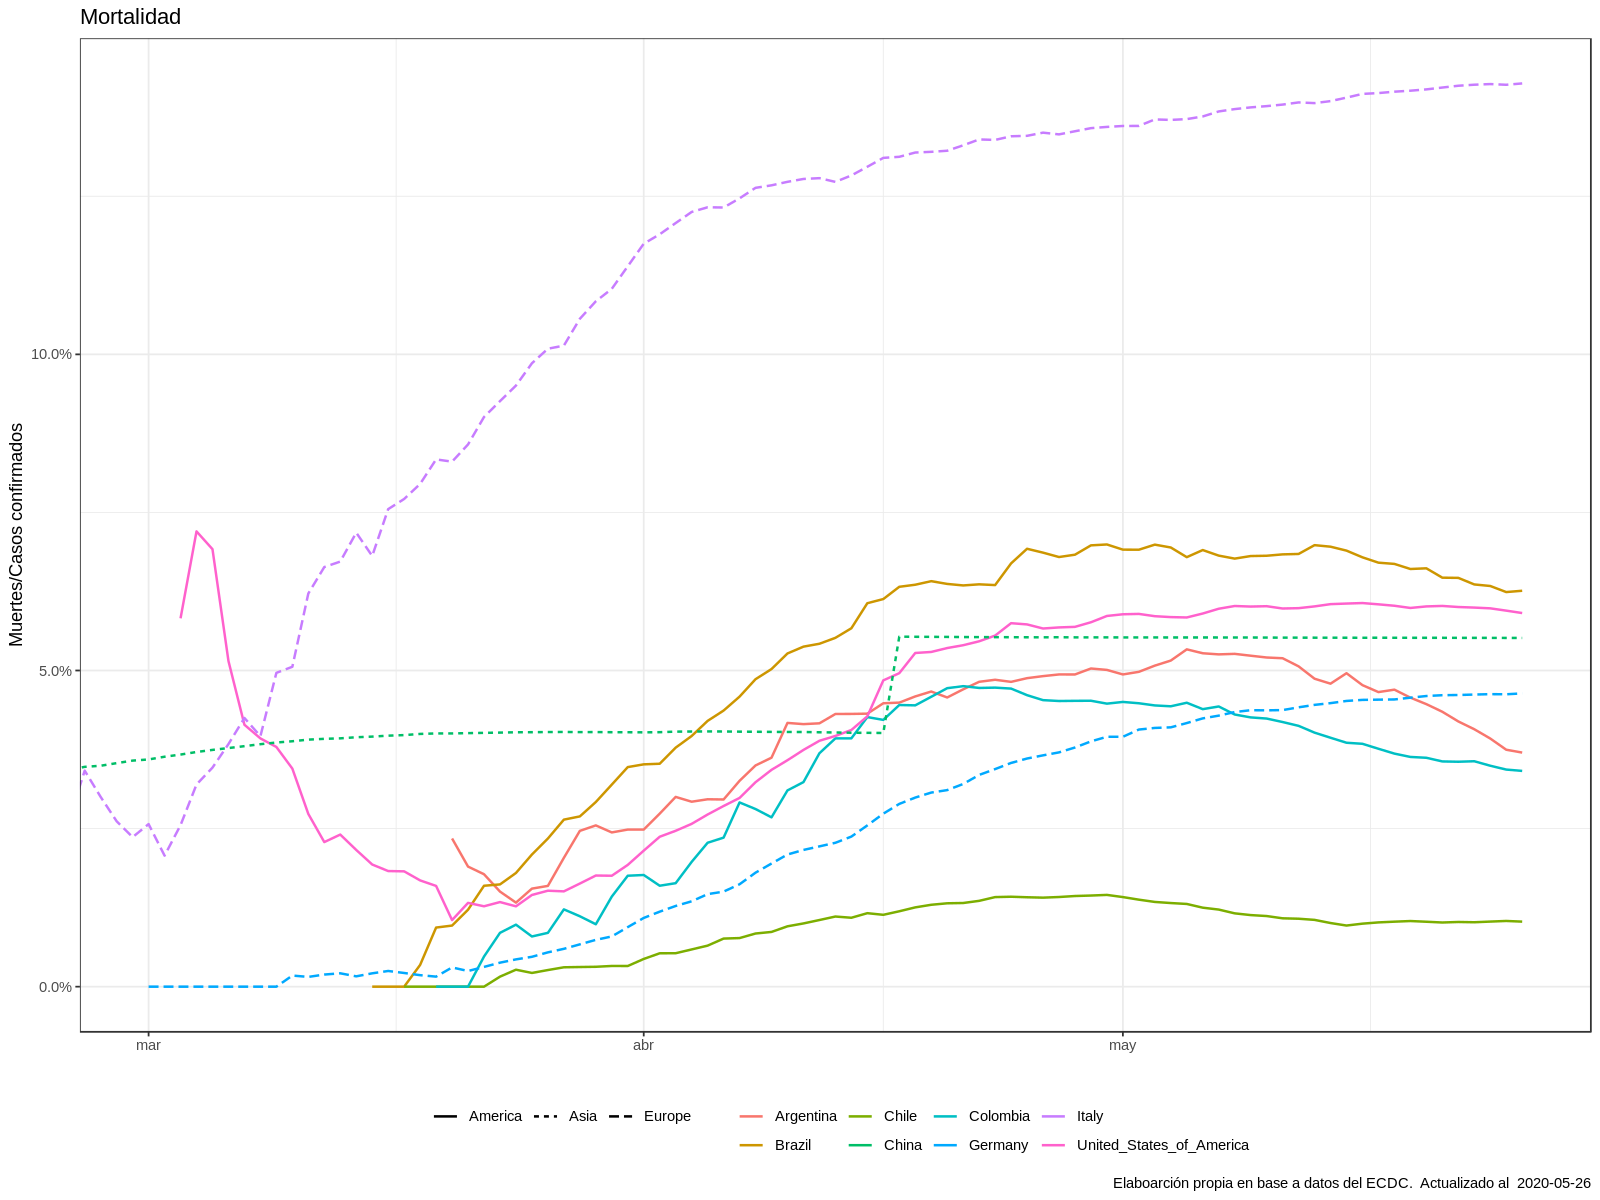 Mortalidad
Muertes/Casos confirmados
10.0%
5.0%
0.0%
mar abr may
America Asia Europe Argentina Chile Colombia Italy
Brazil China Germany United_States_of_America
Elaboarción propia en base a datos del ECDC. Actualizado al 2020-05-26